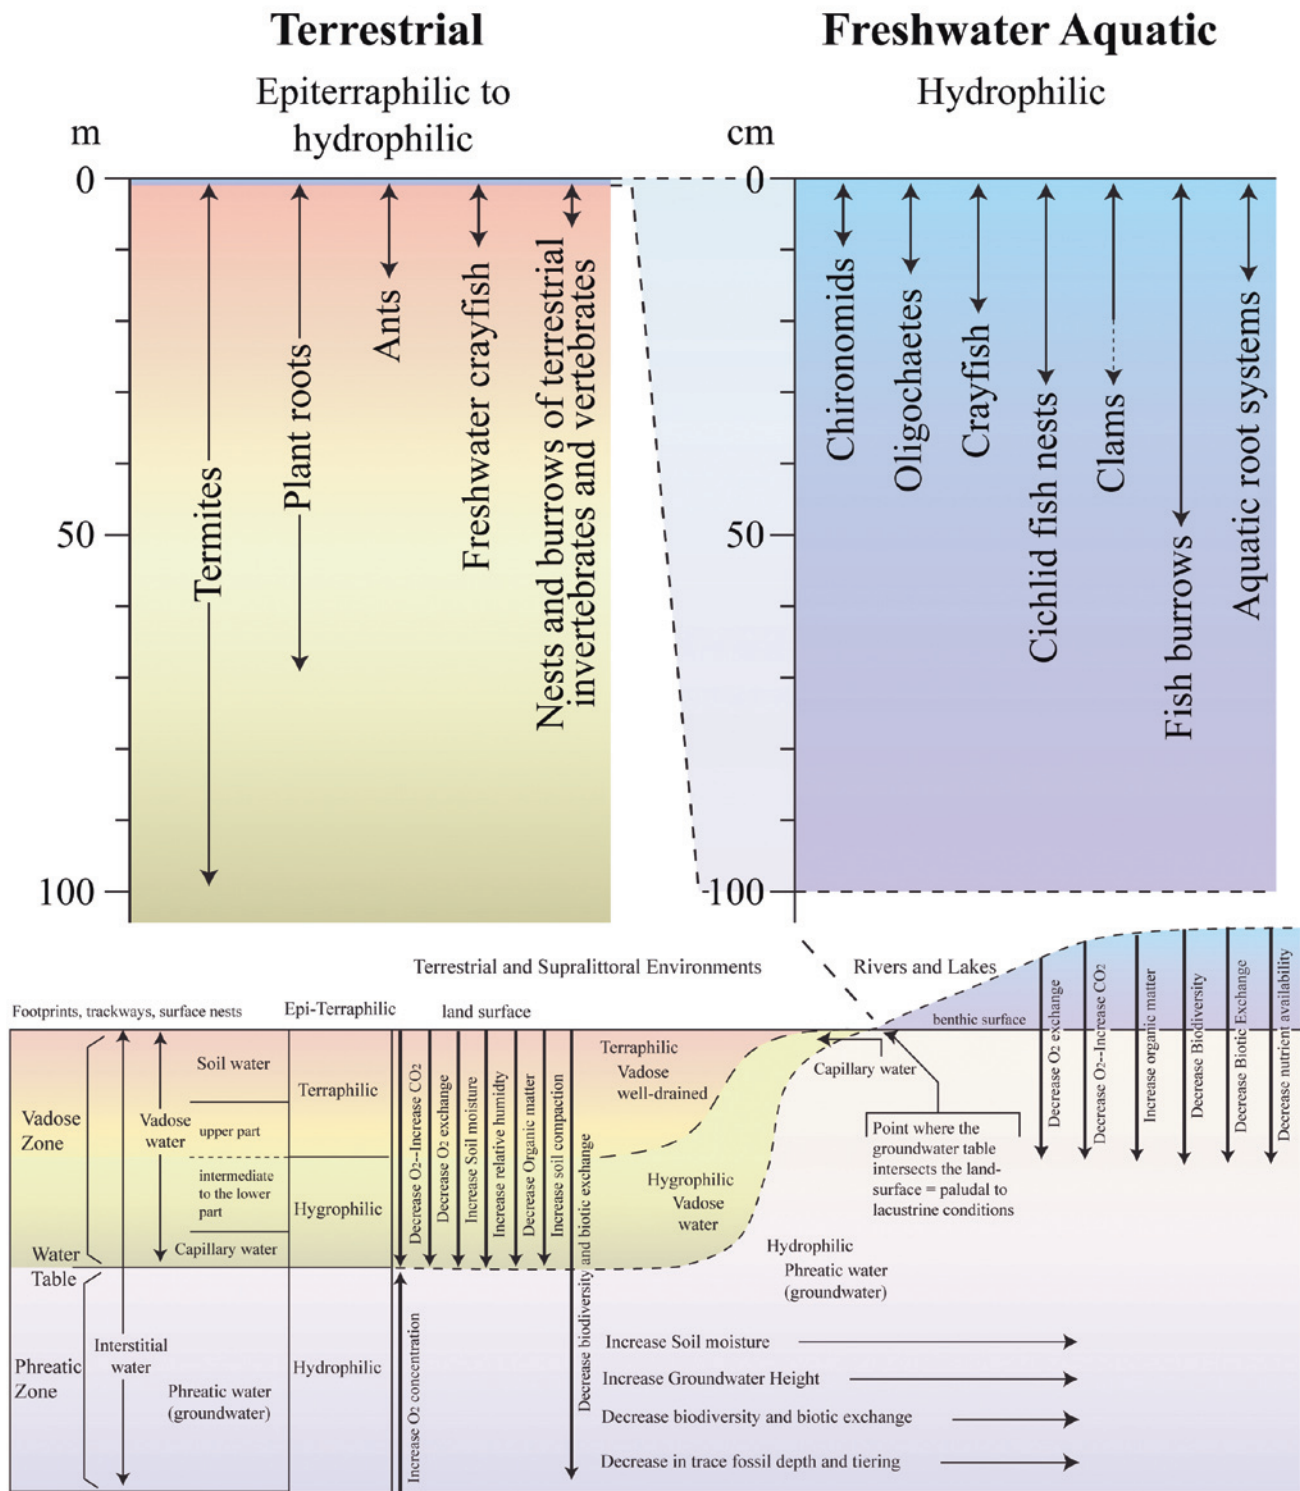 Terrestrial
Epiterraphilic to
hydrophilic
m
0
50
100
Termites
Plant roots
Ants
Freshwater crayfish
Nests and burrows of terrestrial
invertebrates and vertebrates
Freshwater Aquatic
Hydrophilic
cm
0
50
100
Chironomids
Oligochaetes
Crayfish
Cichlid fish nests
Clams
Fish burrows
Aquatic root systems
Terrestrial and Supralittoral Environments
Rivers and Lakes
Footprints, trackways, surface nests
Epi-Terraphilic
land surface
benthic surface
Vadose
Zone
Water
Table
Phreatic
Zone
Interstitial
water
Vadose
water
Soil water
upper part
intermediate
to the lower
part
Capillary water
Phreatic water
(groundwater)
Terraphilic
Hygrophilic
Hydrophilic
Decrease O2--Increase CO2
Decrease O2 exchange
Increase Soil moisture
Increase relative humidity
Decrease Organic matter
Increase soil compaction
Decrease biodiversity and biotic exchange
Increase O2 concentration
Terraphilic
Vadose
well-drained
Hygrophilic
Vadose
water
Capillary water
Point where the
groundwater table
intersects the land-
surface = paludal to
lacustrine conditions
Hydrophilic
Phreatic water
(groundwater)
Decrease O2 exchange
Decrease O2--Increase CO2
Increase organic matter
Decrease Biodiversity
Decrease Biotic Exchange
Decrease nutrient availability
Increase Soil moisture
Increase Groundwater Height
Decrease biodiversity and biotic exchange
Decrease in trace fossil depth and tiering